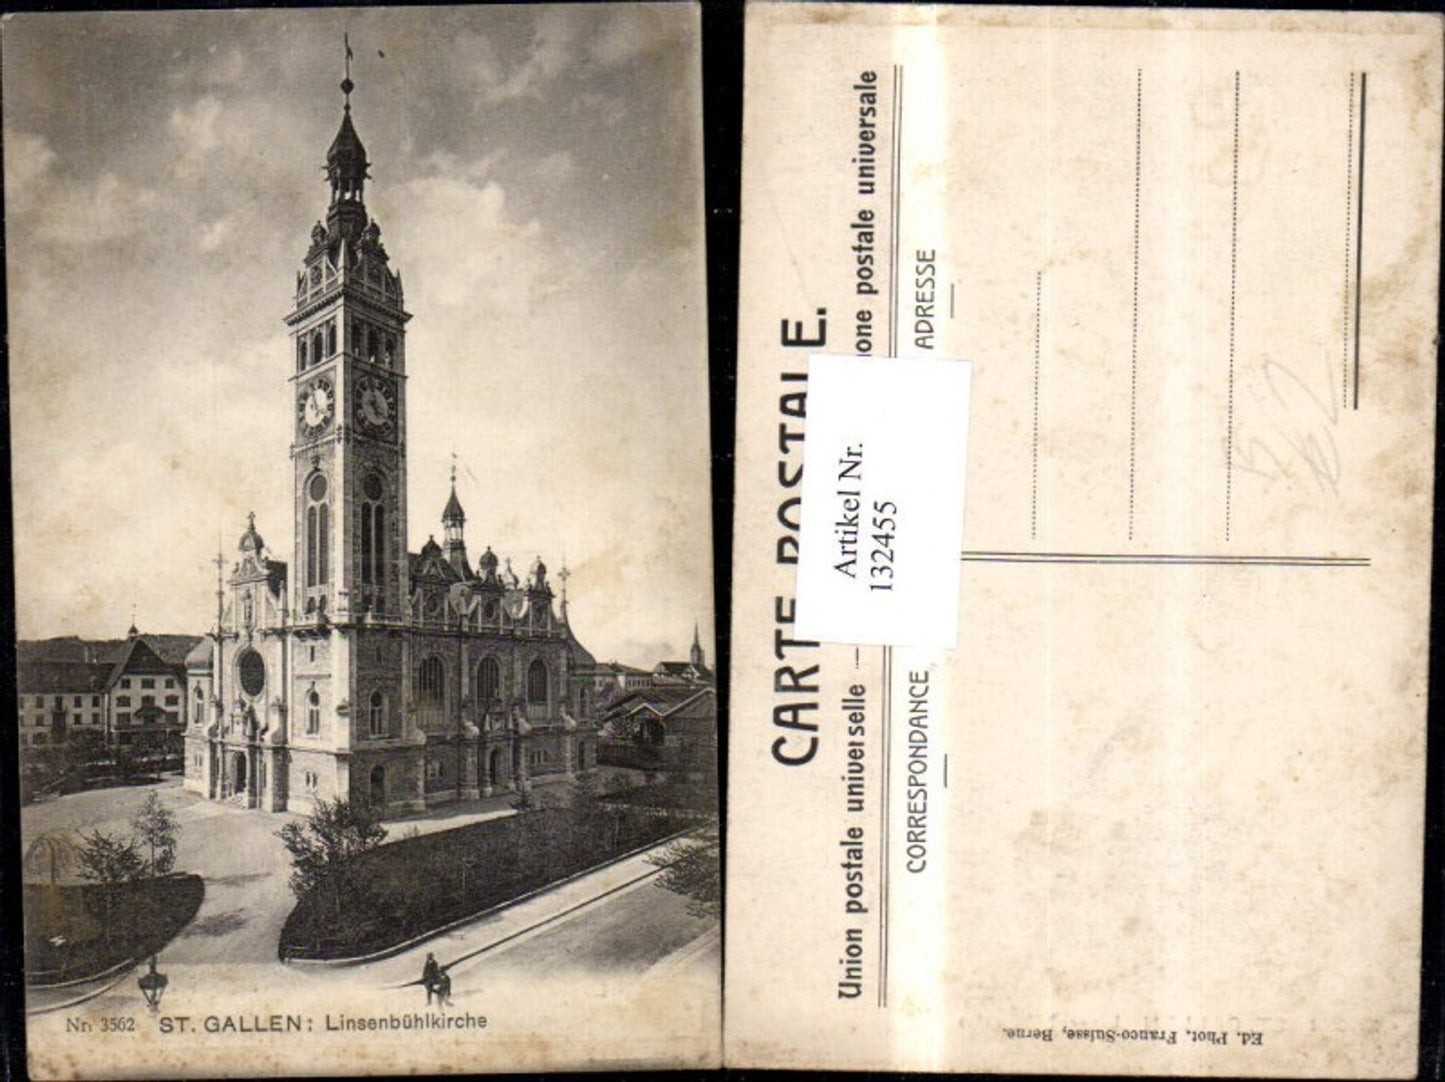 Nr. 3562 ST. GALLEN: Linsenbühlkirche
CARTE POSTALE.
Union postale universelle — one postale universale
CORRESPONDANCE
ADRESSE
Artikel Nr.
132455
Ed. Phot. Franco-Suisse, Berne.